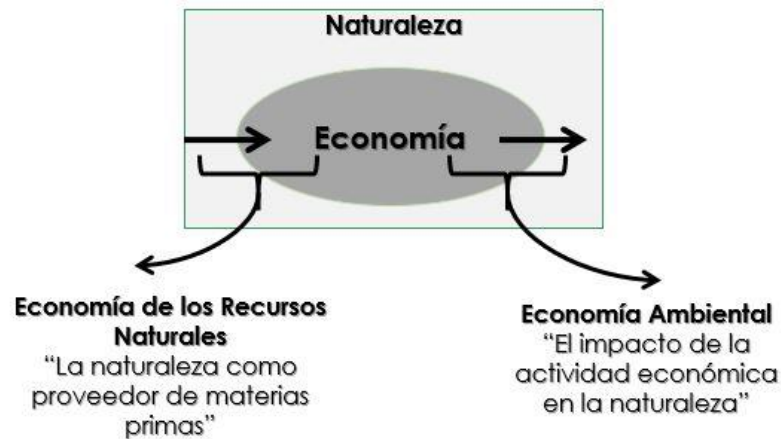 Naturaleza
Economía
Economía de los Recursos
Naturales
“La naturaleza como
proveedor de materias
primas”
Economía Ambiental
“El impacto de la
actividad económica
en la naturaleza”